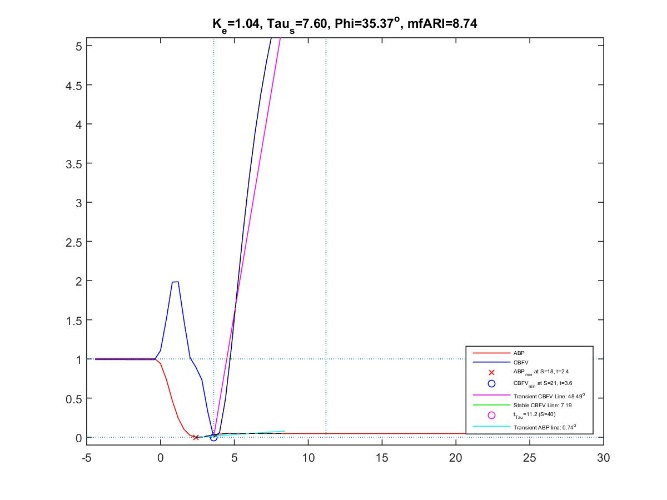 K_e=1.04, Tau_s=7.60, Phi=35.37°, mfARI=8.74
5
4.5
4
3.5
3
2.5
2
1.5
1
0.5
0
-5 0 5 10 15 20 25 30
ABP
CBFV
ABP_min at S=18, t=2.4
CBFV_min at S=21, t=3.6
Transient CBFV Line: 48.49°
Stable CBFV Line: 7.19
t_Tau=11.2 (S=40)
Transient ABP line: 0.74°